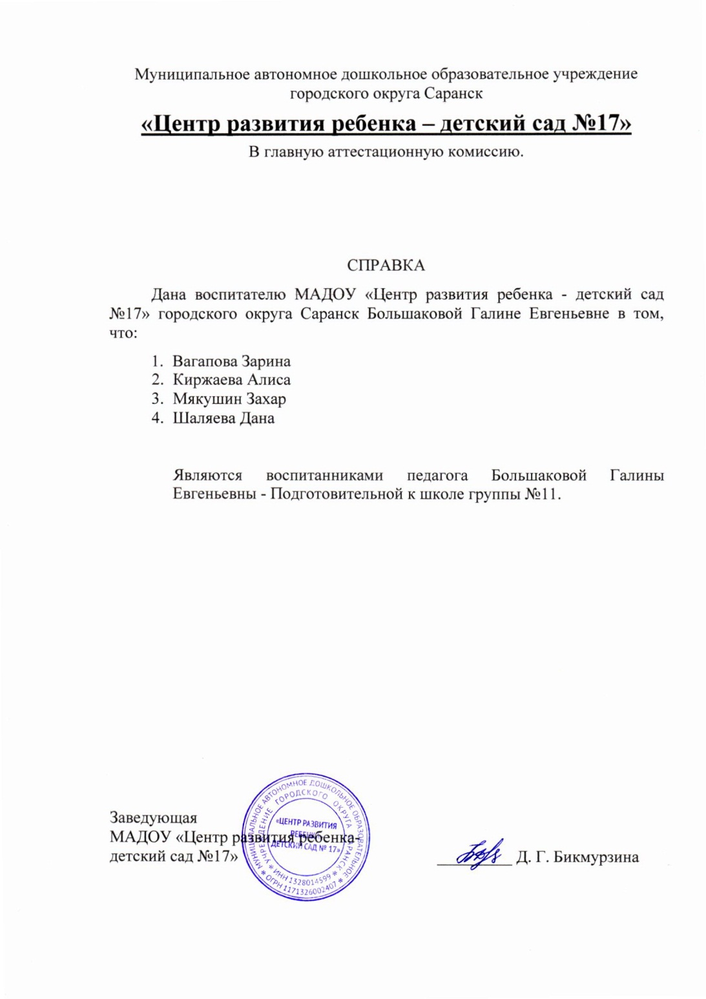 Муниципальное автономное дошкольное образовательное учреждение
городского округа Саранск
«Центр развития ребенка – детский сад №17»
В главную аттестационную комиссию.
СПРАВКА
Дана воспитателю МАДОУ «Центр развития ребенка - детский сад
№17» городского округа Саранск Большаковой Галине Евгеньевне в том,
что:
1. Вагапова Зарина
2. Киржаева Алиса
3. Мякушин Захар
4. Шаляева Дана
Являются воспитанниками педагога Большаковой Галины
Евгеньевны - Подготовительной к школе группы №11.
Заведующая
МАДОУ «Центр развития ребенка-
детский сад №17»
Д. Г. Бикмурзина
МУНИЦИПАЛЬНОЕ АВТОНОМНОЕ ДОШКОЛЬНОЕ ОБРАЗОВАТЕЛЬНОЕ
УЧРЕЖДЕНИЕ ГОРОДСКОГО ОКРУГА САРАНСК
«ЦЕНТР РАЗВИТИЯ
РЕБЕНКА
ДЕТСКИЙ САД № 17»
* ИНН 1328014599 *
* ОГРН 1171326002407 *